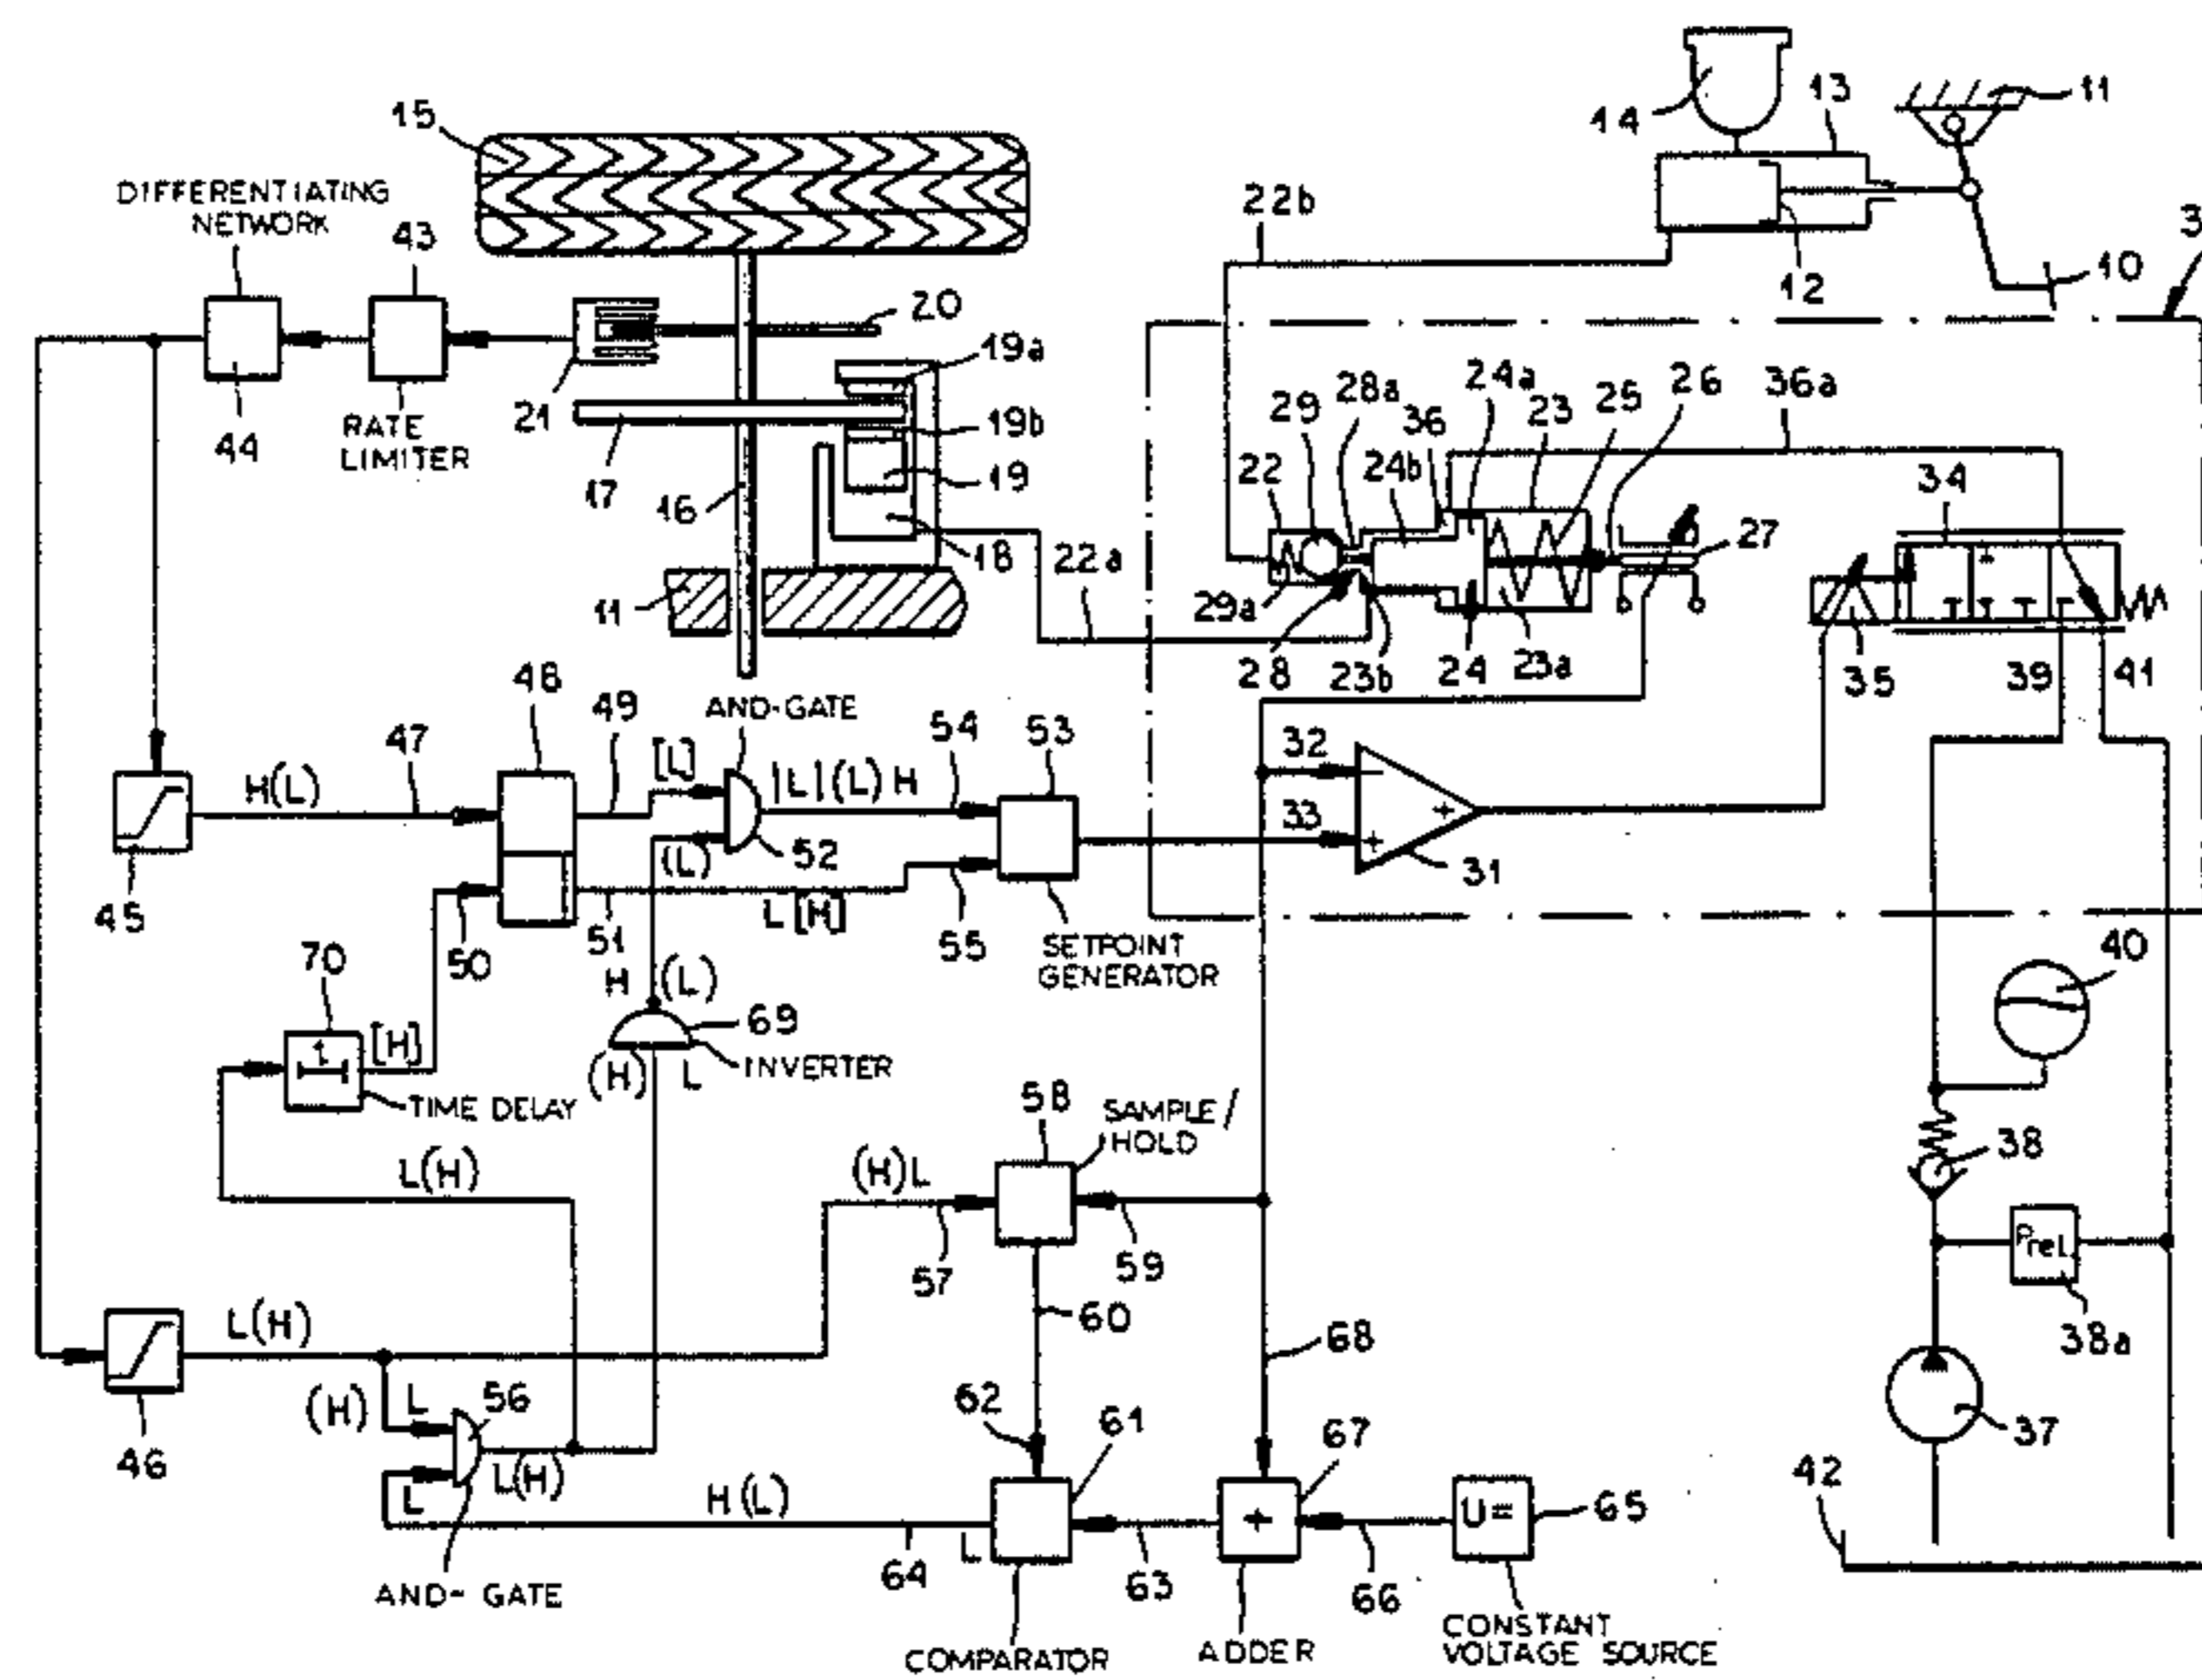 14
13
11
15
DIFFERENTIATING
NETWORK
43
22b
3
20
12
10
19a
44
RATE
LIMITER
21
17
19b
16
19
18
29
28a
36
24a
23
25
26
36a
22
24b
34
27
11
22a
29a
28
23b
24
23a
35
39
41
48
49
AND-GATE
54
53
32
47
[L]
|L|(L) H
H(L)
33
+
+
45
(L)
52
31
50
51
L[H]
55
SETPOINT
GENERATOR
40
70
H
(L)
69
t
[H]
(H)
L
INVERTER
TIME DELAY
58
SAMPLE/
HOLD
38
L(H)
(H)L
57
59
Prel.
38a
60
L(H)
68
(H)
L
56
62
61
67
37
46
L(H)
L
H(L)
L
+
U=
65
42
64
63
66
AND- GATE
COMPARATOR
ADDER
CONSTANT
VOLTAGE SOURCE